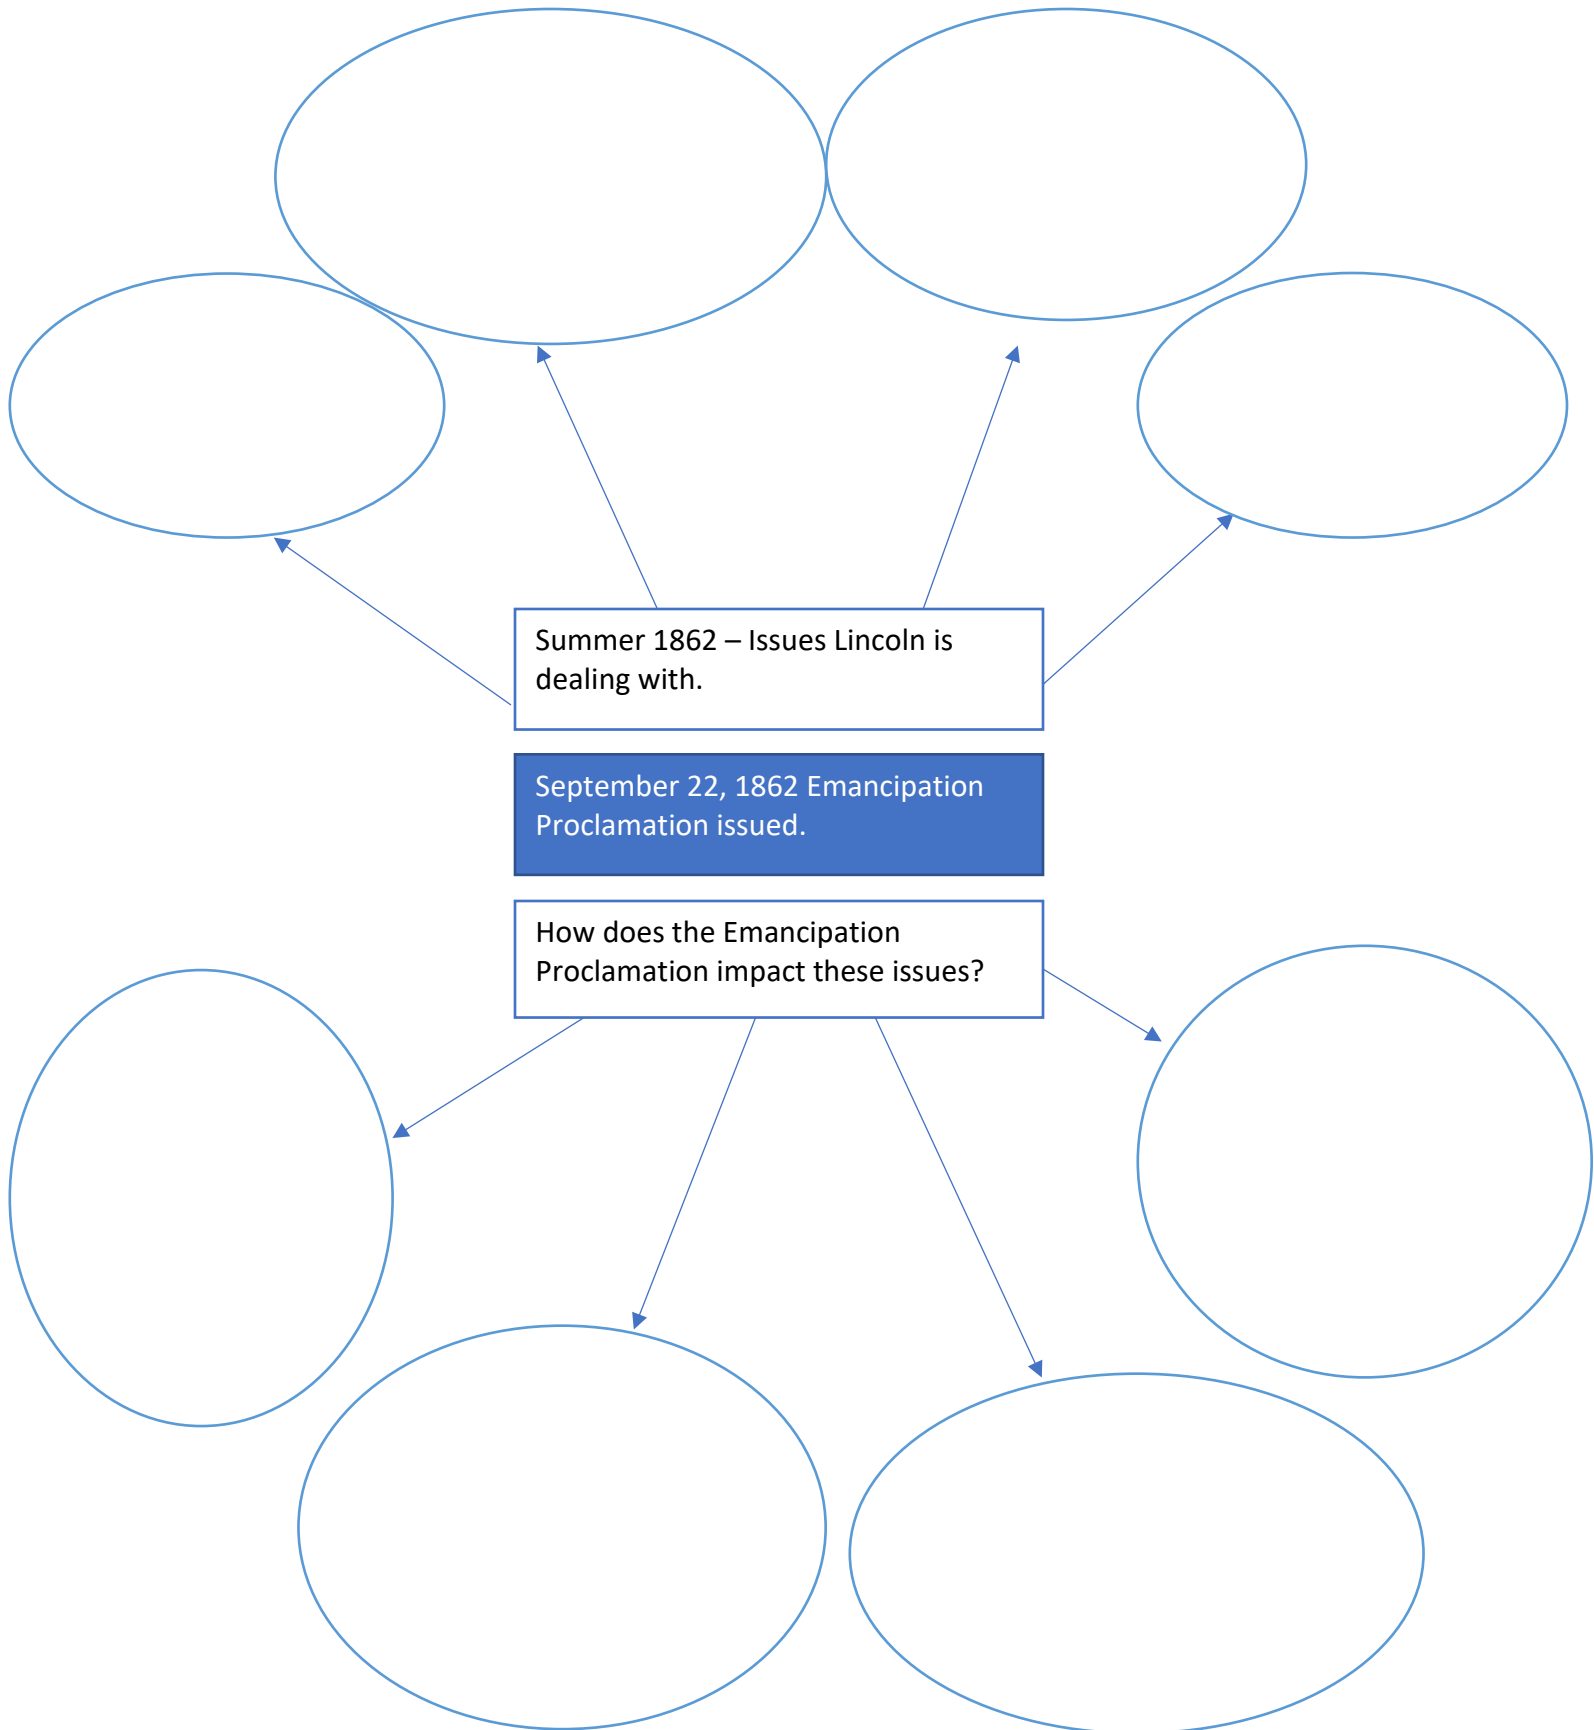 Summer 1862 – Issues Lincoln is
dealing with.
September 22, 1862 Emancipation
Proclamation issued.
How does the Emancipation
Proclamation impact these issues?